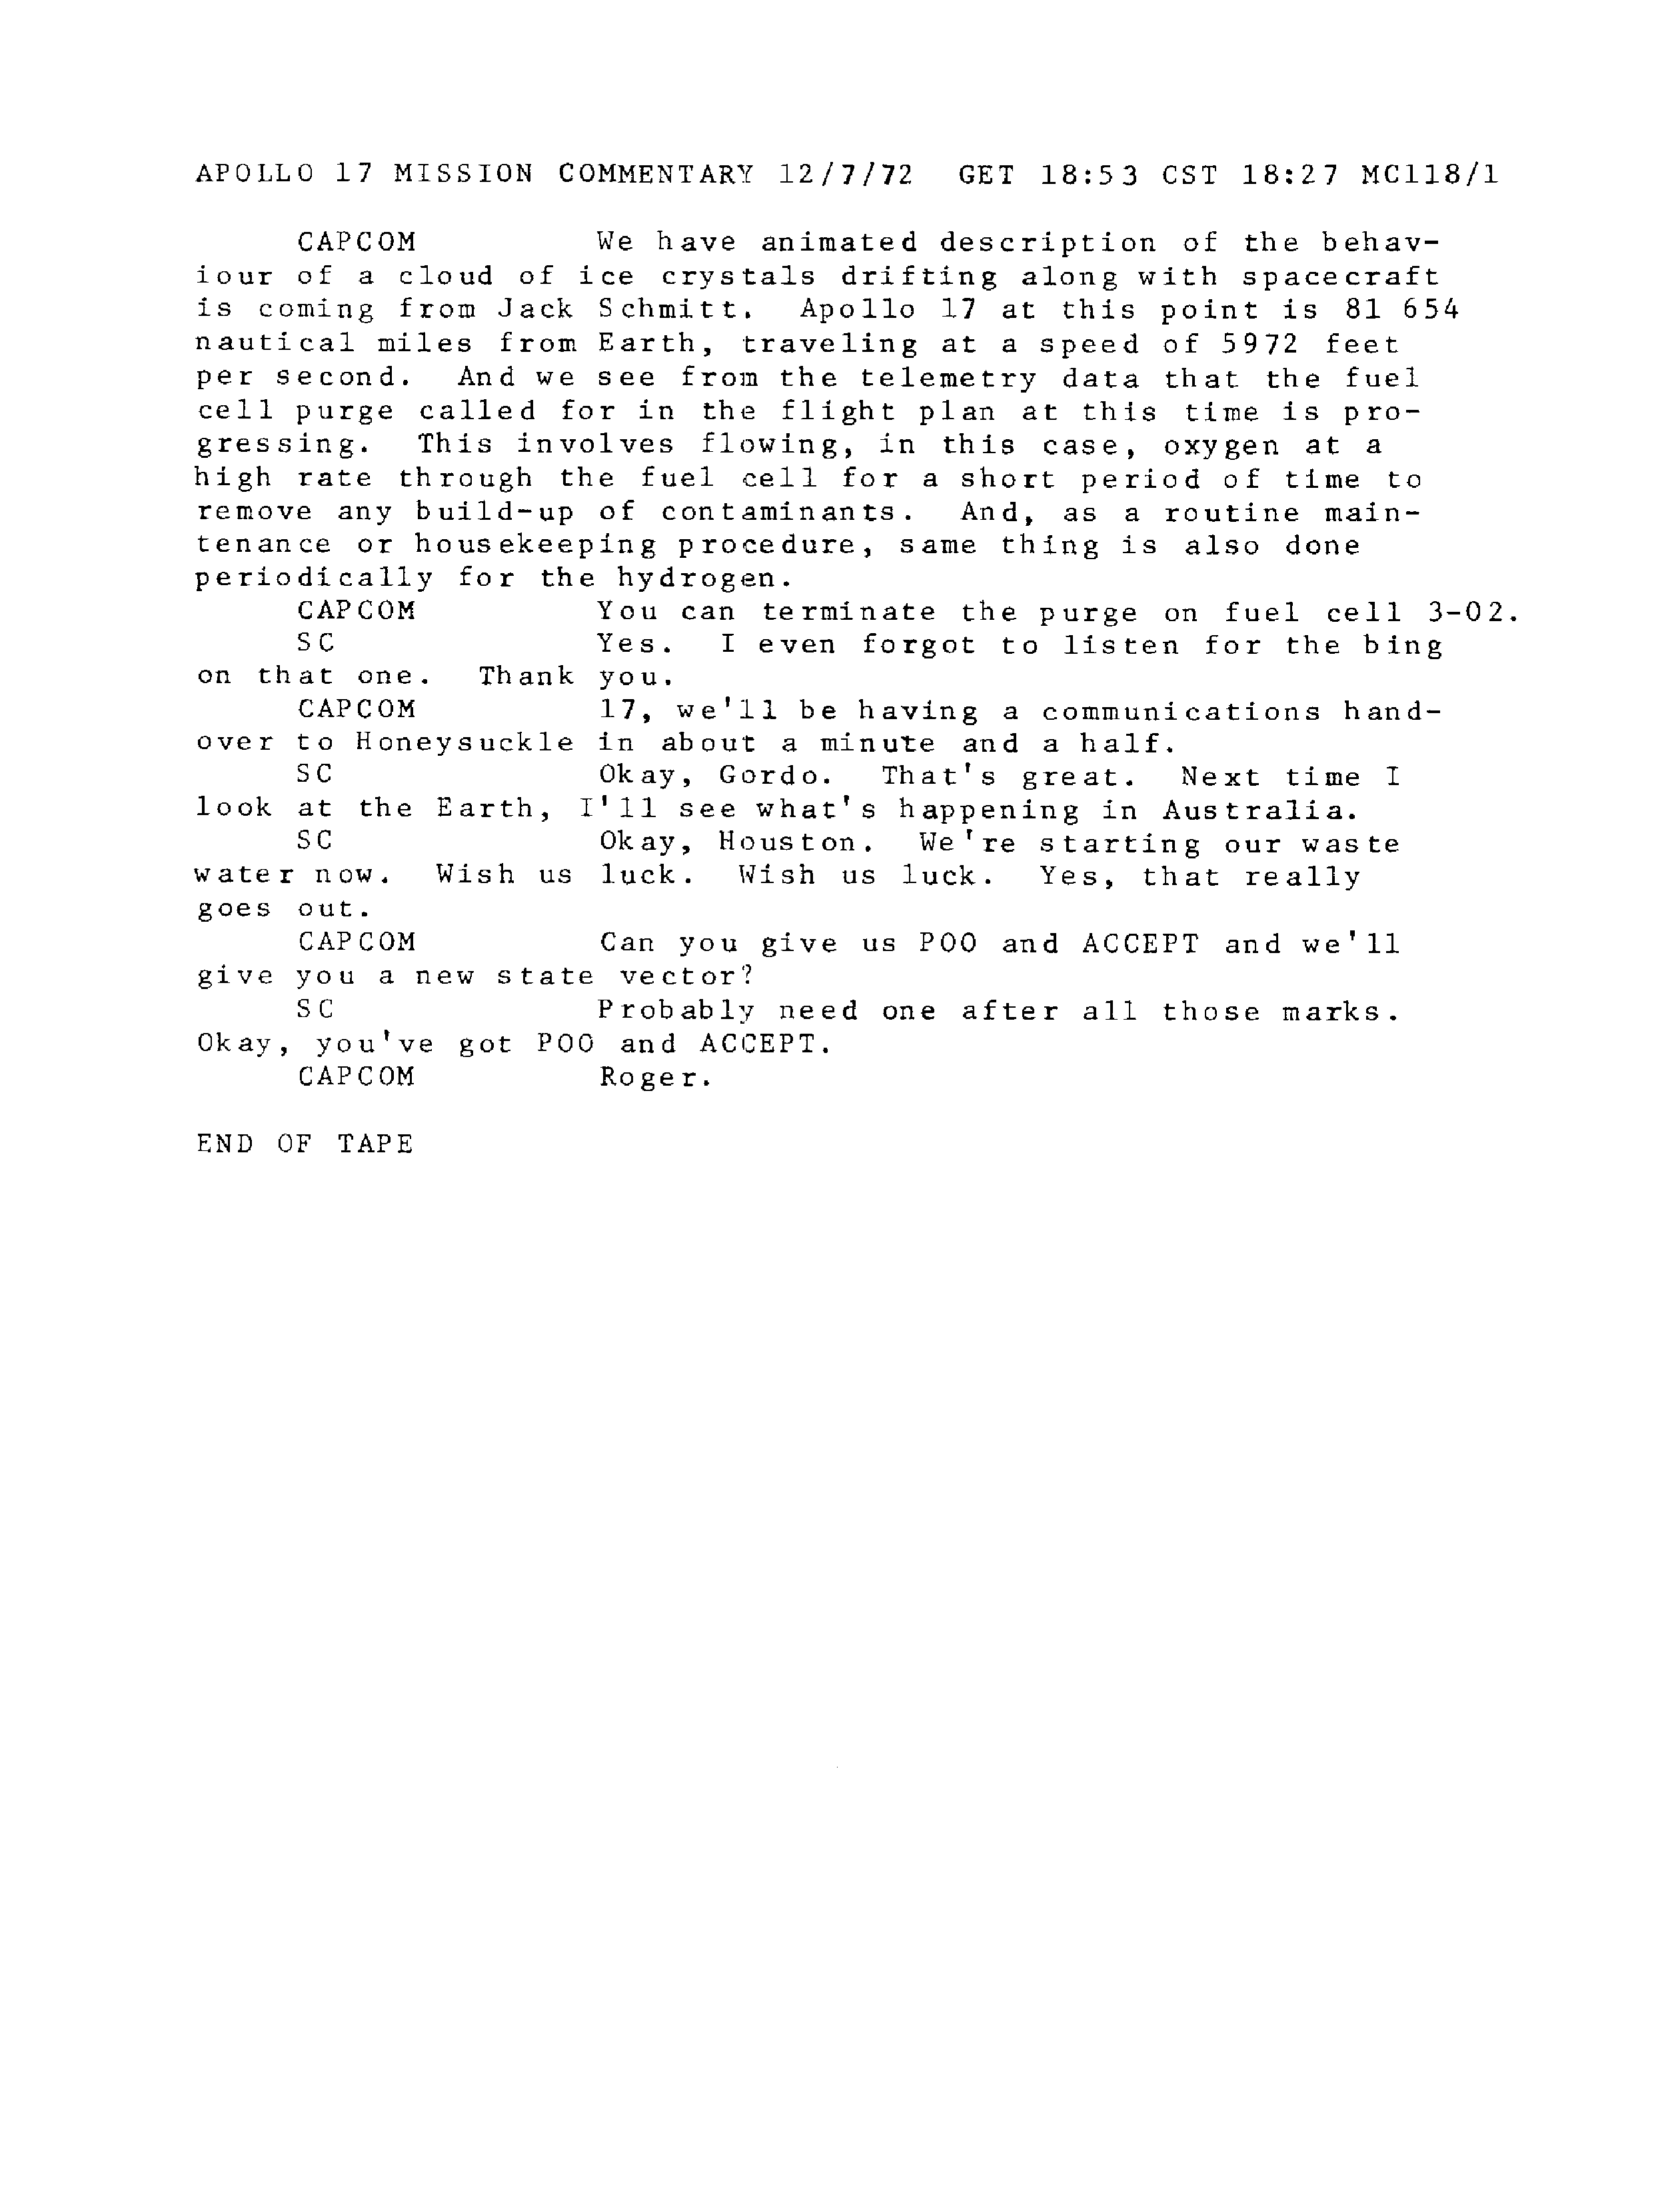 APOLLO 17 MISSION COMMENTARY 12/7/72 GET 18:53 CST 18:27 MC118/1
CAPCOM We have animated description of the behav-
iour of a cloud of ice crystals drifting along with spacecraft
is coming from Jack Schmitt. Apollo 17 at this point is 81 654
nautical miles from Earth, traveling at a speed of 5972 feet
per second. And we see from the telemetry data that the fuel
cell purge called for in the flight plan at this time is pro-
gressing. This involves flowing, in this case, oxygen at a
high rate through the fuel cell for a short period of time to
remove any build-up of contaminants. And, as a routine main-
tenance or housekeeping procedure, same thing is also done
periodically for the hydrogen.
CAPCOM You can terminate the purge on fuel cell 3-02.
SC Yes. I even forgot to listen for the bing
on that one. Thank you.
CAPCOM 17, we'll be having a communications hand-
over to Honeysuckle in about a minute and a half.
SC Okay, Gordo. That's great. Next time I
look at the Earth, I'll see what's happening in Australia.
SC Okay, Houston. We're starting our waste
water now. Wish us luck. Wish us luck. Yes, that really
goes out.
CAPCOM Can you give us POO and ACCEPT and we'll
give you a new state vector?
SC Probably need one after all those marks.
Okay, you've got POO and ACCEPT.
CAPCOM Roger.
END OF TAPE